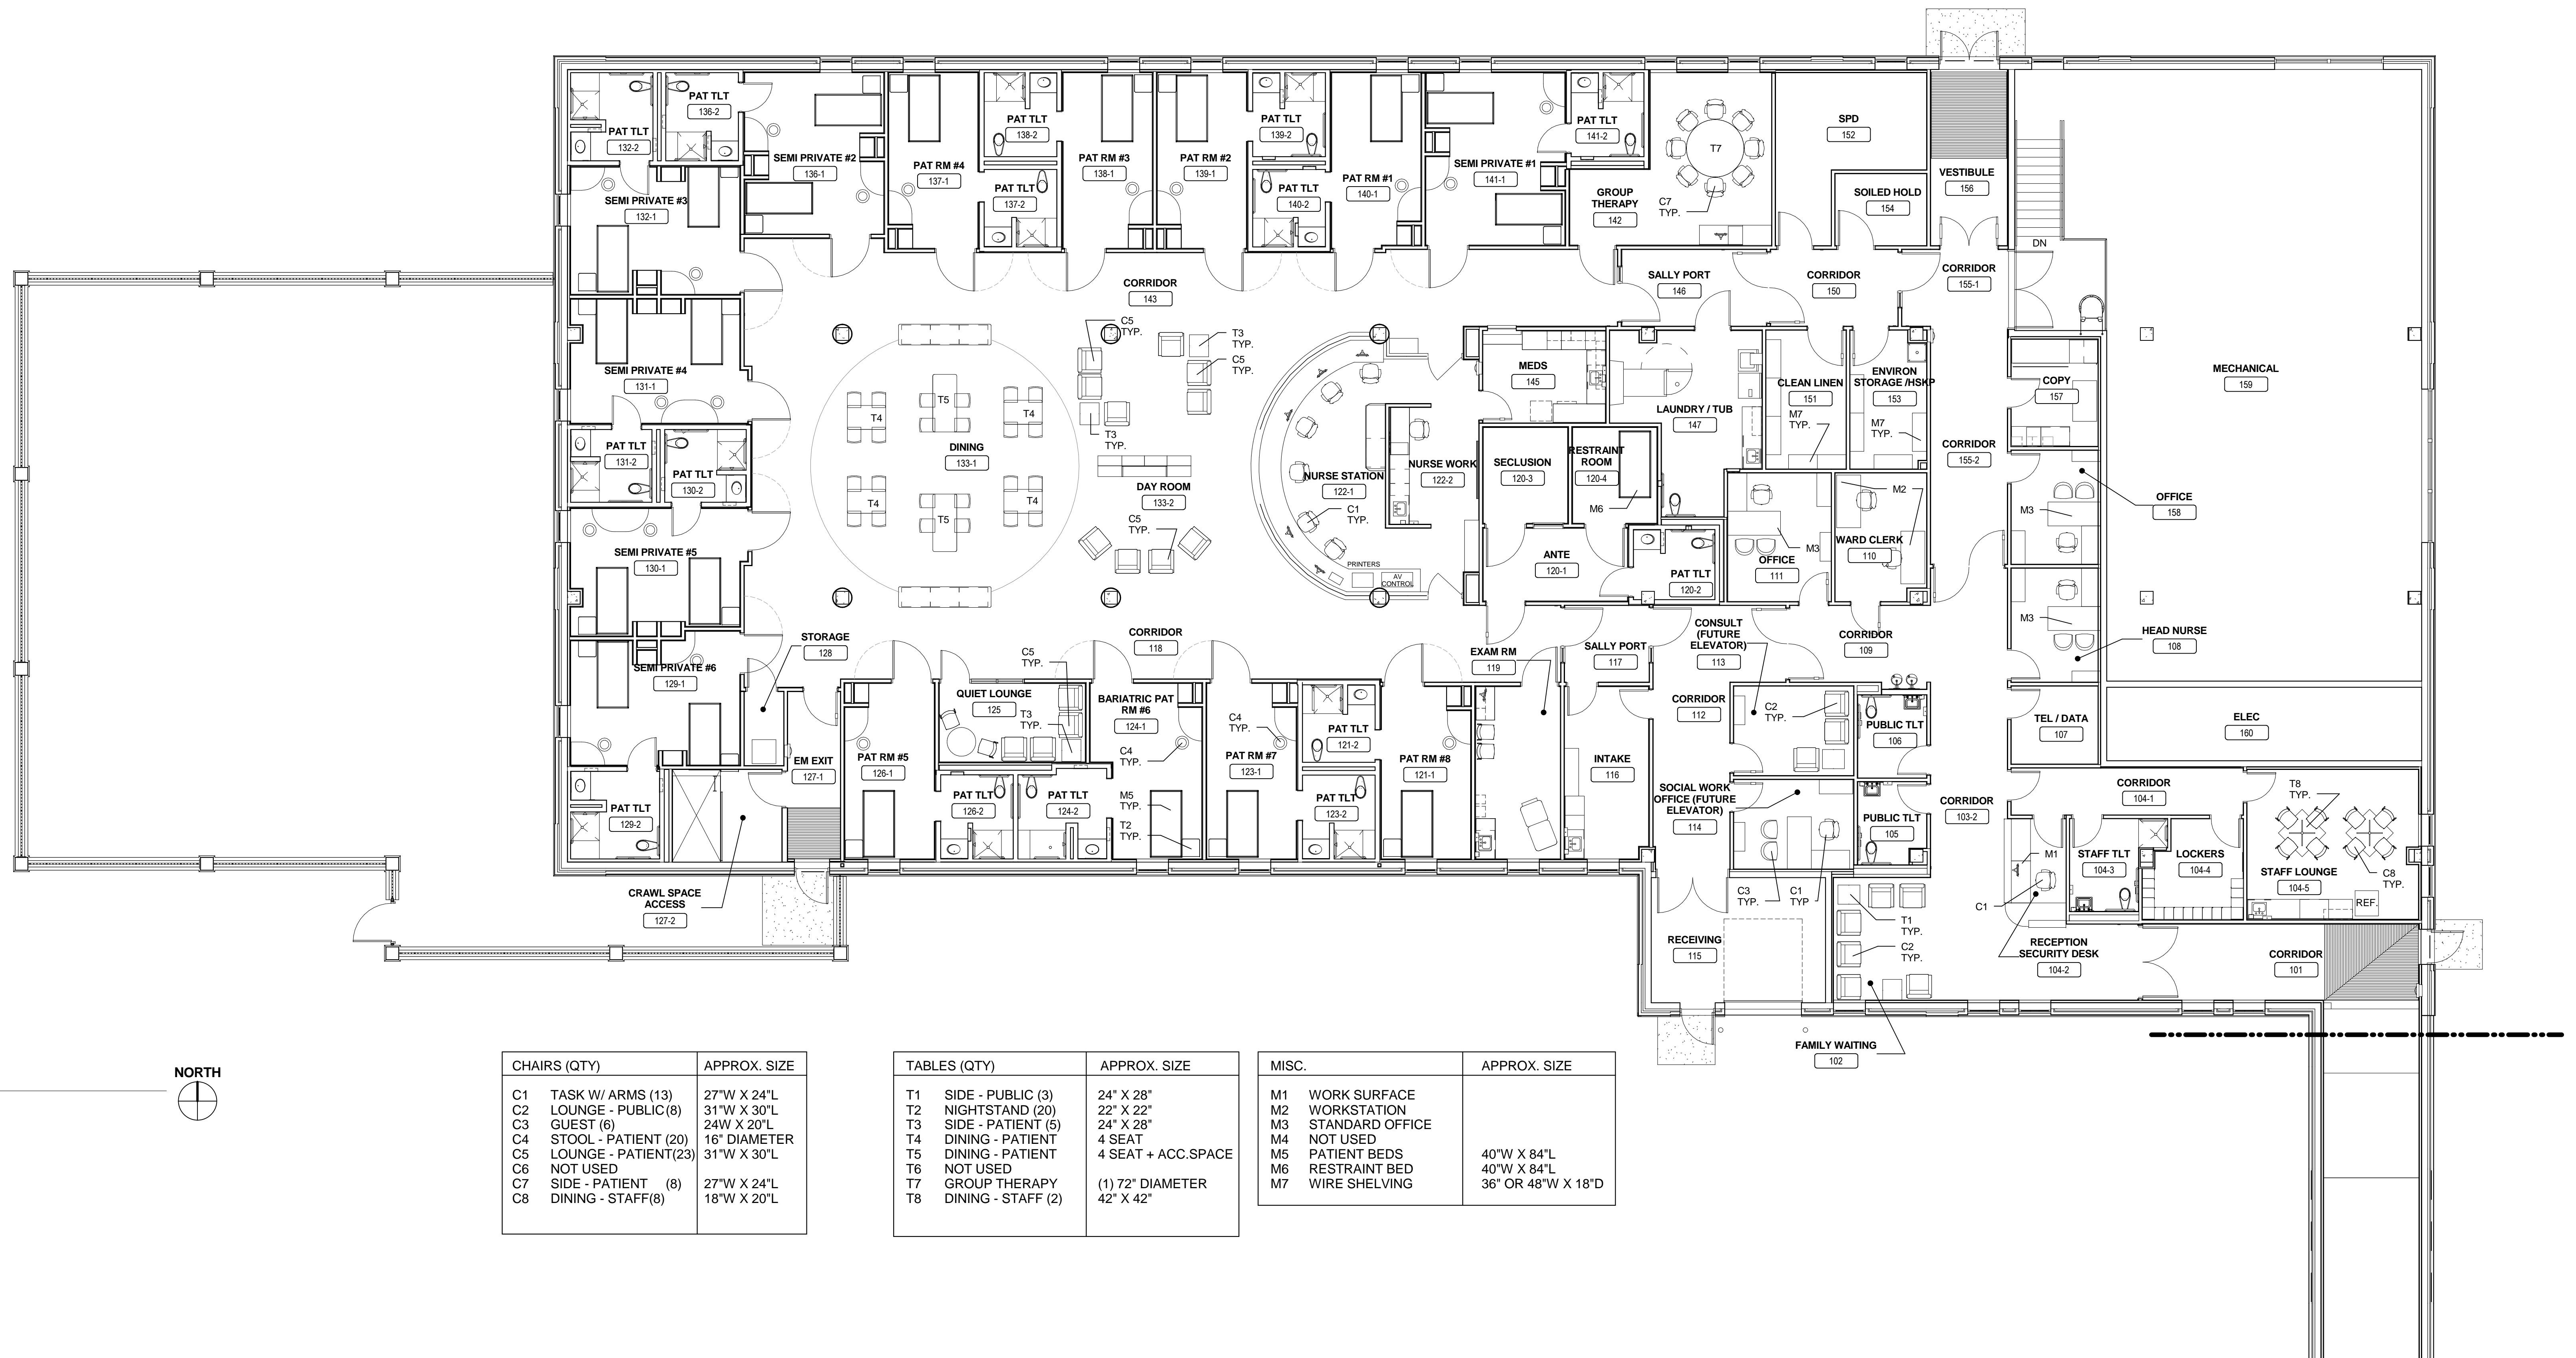 PAT TLT
132-2
PAT TLT
136-2
SEMI PRIVATE #2
136-1
PAT RM #4
137-1
PAT TLT
138-2
PAT TLT
137-2
PAT RM #3
138-1
PAT RM #2
139-1
PAT TLT
139-2
PAT TLT
140-2
PAT RM #1
140-1
SEMI PRIVATE #1
141-1
PAT TLT
141-2
GROUP
THERAPY
142
T7
C7
TYP.
SPD
152
SOILED HOLD
154
VESTIBULE
156
DN
SEMI PRIVATE #3
132-1
CORRIDOR
143
SALLY PORT
146
CORRIDOR
150
CORRIDOR
155-1
SEMI PRIVATE #4
131-1
T4
T5
T4
DINING
133-1
T4
T5
T4
C5
TYP.
T3
TYP.
C5
TYP.
T3
TYP.
DAY ROOM
133-2
C5
TYP.
NURSE STATION
122-1
C1
TYP.
PRINTERS
AV
CONTROL
NURSE WORK
122-2
MEDS
145
SECLUSION
120-3
RESTRAINT
ROOM
120-4
M6
LAUNDRY / TUB
147
CLEAN LINEN
151
M7
TYP.
ENVIRON
STORAGE /HSKP
153
M7
TYP.
CORRIDOR
155-2
COPY
157
MECHANICAL
159
OFFICE
158
M3
M2
WARD CLERK
110
M3
OFFICE
111
ANTE
120-1
PAT TLT
120-2
PAT TLT
131-2
PAT TLT
130-2
SEMI PRIVATE #5
130-1
M3
HEAD NURSE
108
STORAGE
128
CORRIDOR
118
C5
TYP.
EXAM RM
119
SALLY PORT
117
CONSULT
(FUTURE
ELEVATOR)
113
CORRIDOR
109
SEMI PRIVATE #6
129-1
QUIET LOUNGE
125
T3
TYP.
BARIATRIC PAT
RM #6
124-1
C4
TYP.
C4
TYP.
CORRIDOR
112
C2
TYP.
PUBLIC TLT
106
TEL / DATA
107
ELEC
160
EM EXIT
127-1
PAT RM #5
126-1
PAT TLT
126-2
PAT TLT
124-2
M5
TYP.
T2
TYP.
PAT RM #7
123-1
PAT TLT
121-2
PAT TLT
123-2
PAT RM #8
121-1
INTAKE
116
SOCIAL WORK
OFFICE (FUTURE
ELEVATOR)
114
PUBLIC TLT
105
CORRIDOR
103-2
CORRIDOR
104-1
T8
TYP.
PAT TLT
129-2
M1
STAFF TLT
104-3
LOCKERS
104-4
STAFF LOUNGE
104-5
C8
TYP.
REF.
CRAWL SPACE
ACCESS
127-2
C3
TYP.
C1
TYP
C1
T1
TYP.
C2
TYP.
RECEIVING
115
RECEPTION
SECURITY DESK
104-2
CORRIDOR
101
FAMILY WAITING
102
NORTH
CHAIRS (QTY) APPROX. SIZE
C1 TASK W/ ARMS (13) 27"W X 24"L
C2 LOUNGE - PUBLIC(8) 31"W X 30"L
C3 GUEST (6) 24W X 20"L
C4 STOOL - PATIENT (20) 16" DIAMETER
C5 LOUNGE - PATIENT(23) 31"W X 30"L
C6 NOT USED
C7 SIDE - PATIENT (8) 27"W X 24"L
C8 DINING - STAFF(8) 18"W X 20"L
TABLES (QTY) APPROX. SIZE
T1 SIDE - PUBLIC (3) 24" X 28"
T2 NIGHTSTAND (20) 22" X 22"
T3 SIDE - PATIENT (5) 24" X 28"
T4 DINING - PATIENT 4 SEAT
T5 DINING - PATIENT 4 SEAT + ACC.SPACE
T6 NOT USED
T7 GROUP THERAPY (1) 72" DIAMETER
T8 DINING - STAFF (2) 42" X 42"
MISC. APPROX. SIZE
M1 WORK SURFACE
M2 WORKSTATION
M3 STANDARD OFFICE
M4 NOT USED
M5 PATIENT BEDS 40"W X 84"L
M6 RESTRAINT BED 40"W X 84"L
M7 WIRE SHELVING 36" OR 48"W X 18"D